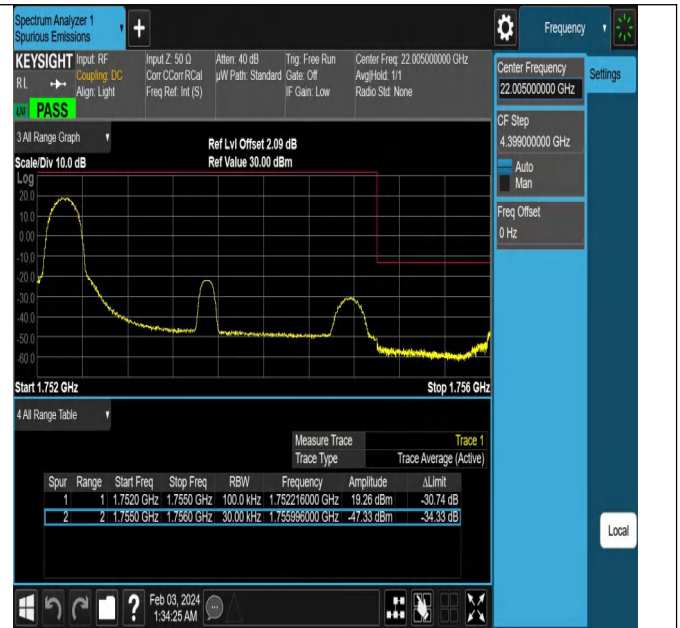 Spectrum Analyzer 1
Spurious Emissions
Frequency
KEYSIGHT Input: RF
Coupling: DC
Align: Light
Input Z: 50 Ω
Corr CCorr RCal
Freq Ref: Int (S)
Atten: 40 dB
µW Path: Standard
Trig: Free Run
Gate: Off
IF Gain: Low
Center Freq: 22.005000000 GHz
Avg|Hold: 1/1
Radio Std: None
RL
PASS
Center Frequency
22.005000000 GHz
Settings
CF Step
4.399000000 GHz
Auto
Man
Freq Offset
0 Hz
3 All Range Graph
Ref Lvl Offset 2.09 dB
Scale/Div 10.0 dB
Ref Value 30.00 dBm
Log
20.0
10.0
0.00
-10.0
-20.0
-30.0
-40.0
-50.0
-60.0
Start 1.752 GHz
Stop 1.756 GHz
4 All Range Table
Measure Trace Trace 1
Trace Type Trace Average (Active)
Spur Range Start Freq Stop Freq RBW Frequency Amplitude ΔLimit
1 1 1.7520 GHz 1.7550 GHz 100.0 kHz 1.752216000 GHz 19.26 dBm -30.74 dB
2 2 1.7550 GHz 1.7560 GHz 30.00 kHz 1.755996000 GHz -47.33 dBm -34.33 dB
Local
?
Feb 03, 2024
1:34:25 AM